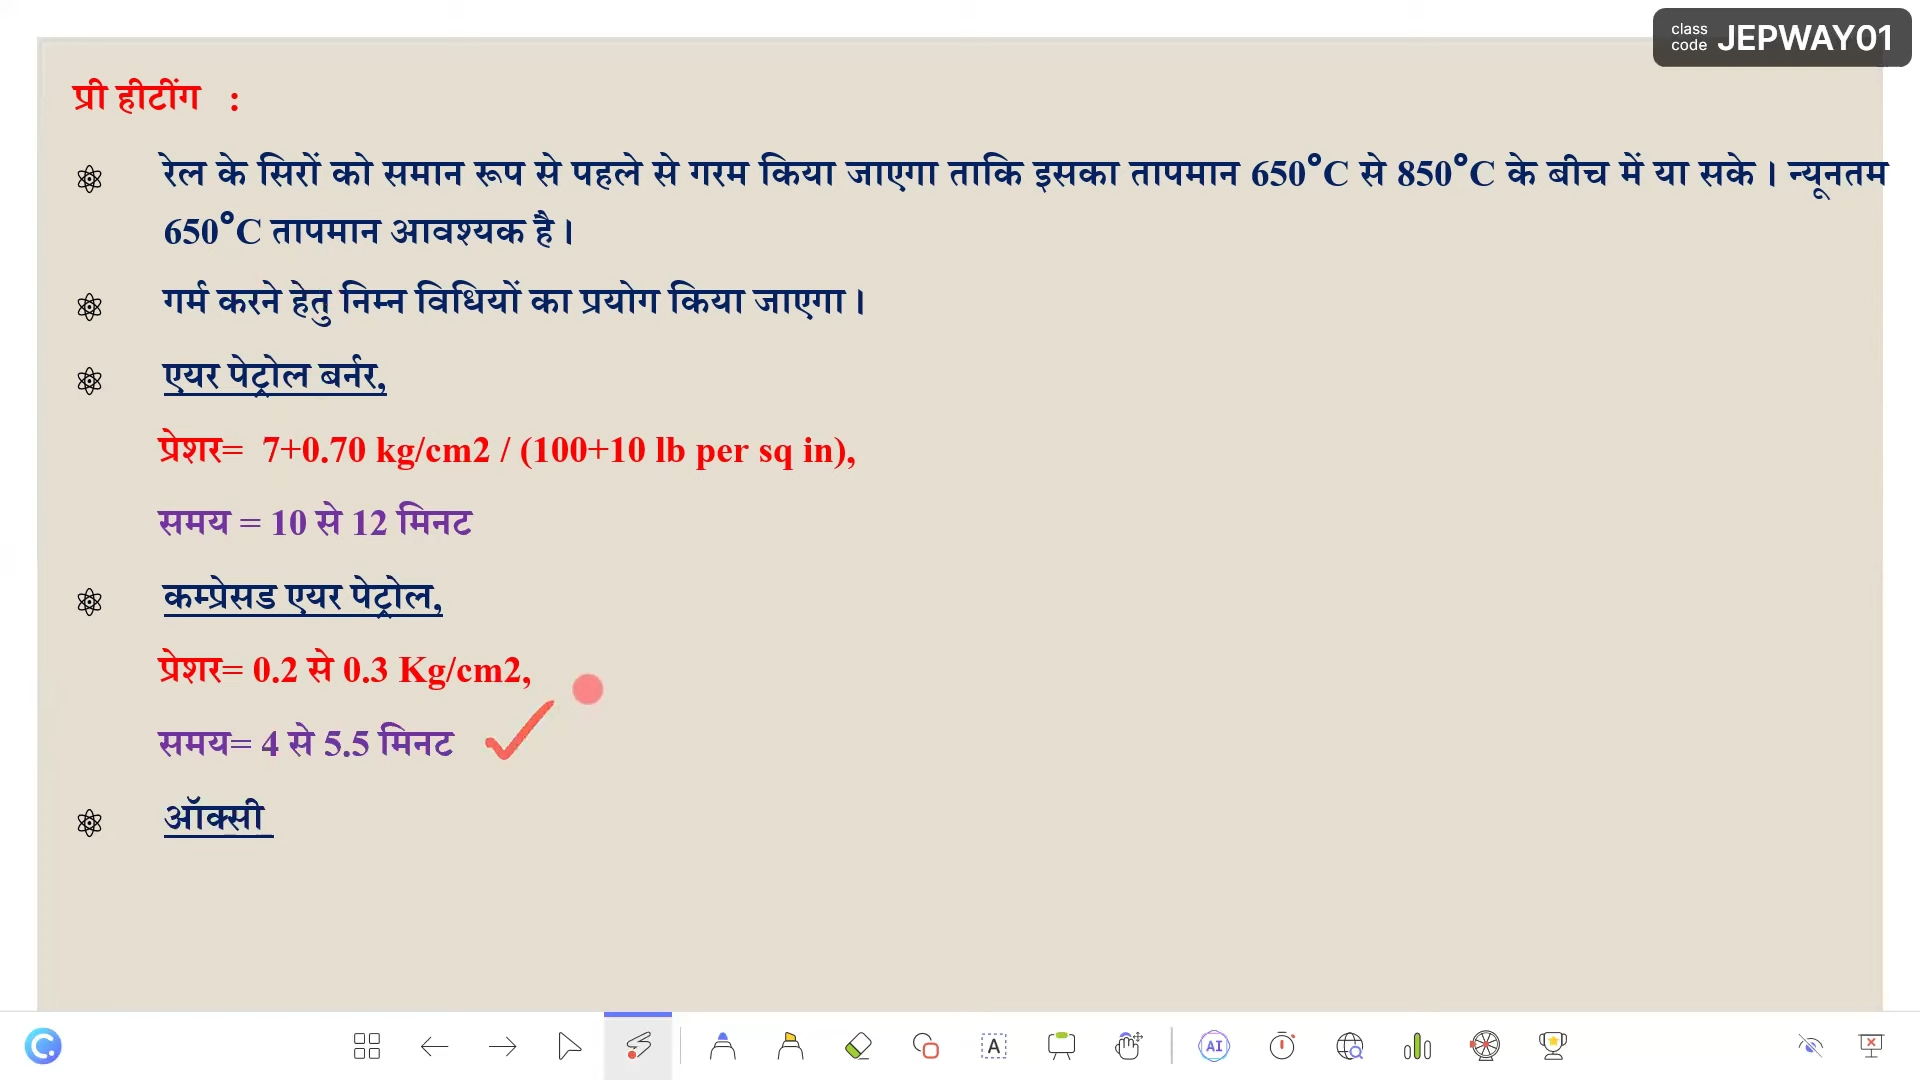 class code JEPWAY01
प्री हीटींग :
रेल के सिरों को समान रूप से पहले से गरम किया जाएगा ताकि इसका तापमान 650°C से 850°C के बीच में या सके । न्यूनतम
650°C तापमान आवश्यक है ।
गर्म करने हेतु निम्न विधियों का प्रयोग किया जाएगा ।
एयर पेट्रोल बर्नर,
प्रेशर= 7+0.70 kg/cm2 / (100+10 lb per sq in),
समय = 10 से 12 मिनट
कम्प्रेसड एयर पेट्रोल,
प्रेशर= 0.2 से 0.3 Kg/cm2,
समय= 4 से 5.5 मिनट
ऑक्सी
A
AI